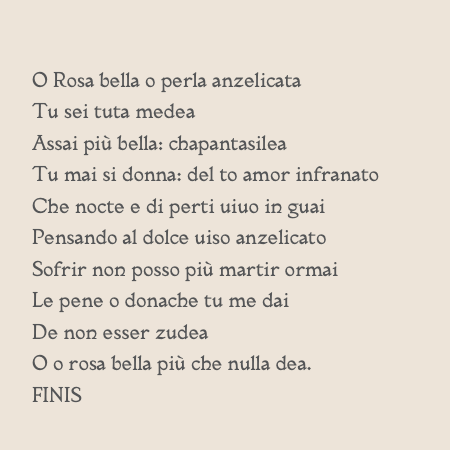 O Rosa bella o perla anzelicata
Tu sei tuta medea
Assai più bella: chapantasilea
Tu mai si donna: del to amor infranato
Che nocte e di perti uiuo in guai
Pensando al dolce uiso anzelicato
Sofrir non posso più martir ormai
Le pene o donache tu me dai
De non esser zudea
O o rosa bella più che nulla dea.
FINIS